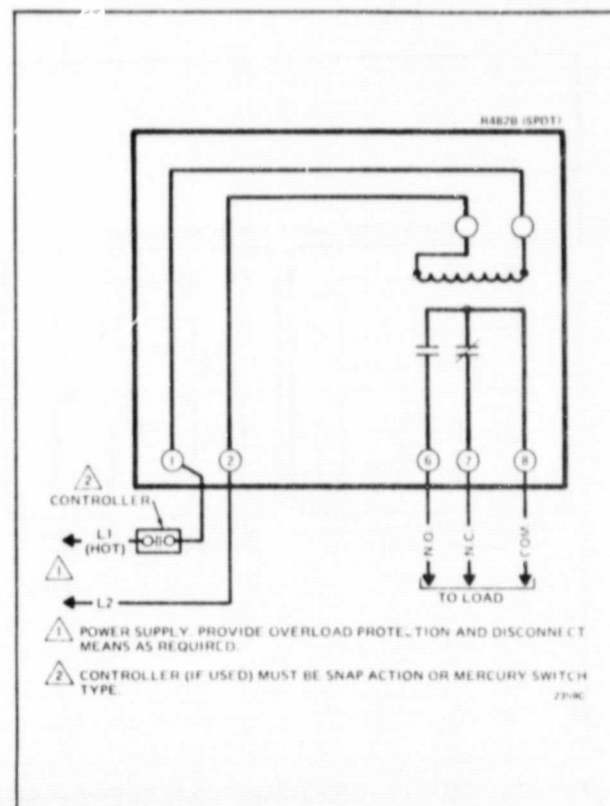 R482B (SPDT)
1
2
6
7
8
2
CONTROLLER
L1
(HOT)
N.O.
N.C.
COM.
1
L2
TO LOAD
1 POWER SUPPLY. PROVIDE OVERLOAD PROTECTION AND DISCONNECT
MEANS AS REQUIRED.
2 CONTROLLER (IF USED) MUST BE SNAP ACTION OR MERCURY SWITCH
TYPE.